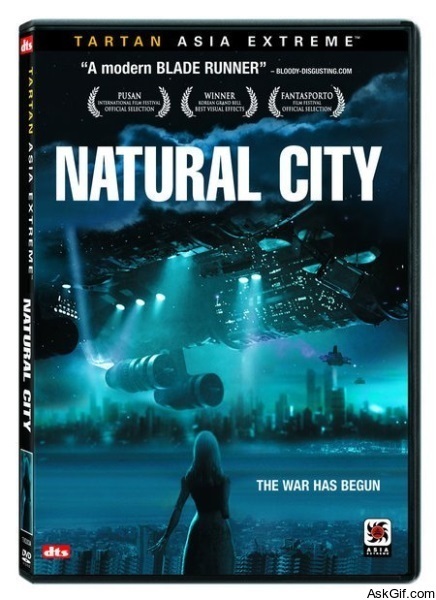 dts
TARTAN ASIA EXTREME™
NATURAL CITY
DVD
TARTAN ASIA EXTREME™
“A modern BLADE RUNNER” – BLOODY-DISGUSTING.COM
PUSAN
INTERNATIONAL FILM FESTIVAL
OFFICIAL SELECTION
WINNER
KOREAN GRAND BELL
BEST VISUAL EFFECTS
FANTASPORTO
FILM FESTIVAL
OFFICIAL SELECTION
NATURAL CITY
THE WAR HAS BEGUN
dts
ASIA
EXTREME
AskGif.com